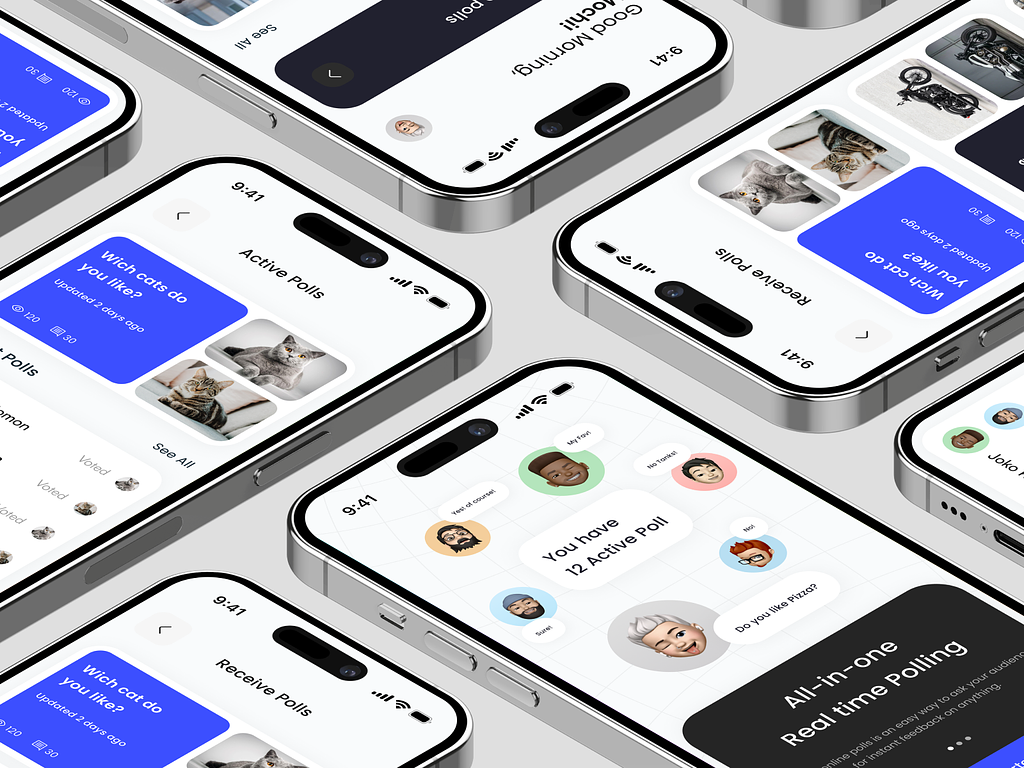 30
120
Updated
you
See All
polls
Good Morning,
Mochi!
9:41
9:41
Active Polls
Wich cats do
you like?
Updated 2 days ago
120
30
Polls
See All
Voted
Voted
Voted
Receive Polls
9:41
Wich cat do
you like?
Updated 2 days ago
120
30
9:41
My Fav!
No Tanks!
Yes! of course!
You have
12 Active Poll
No!
Sure!
Do you like Pizza?
All-in-one
Real time Polling
online polls is an easy way to ask your audience
for instant feedback on anything.
Joko
9:41
Receive Polls
Wich cat do
you like?
Updated 2 days ago
120
30